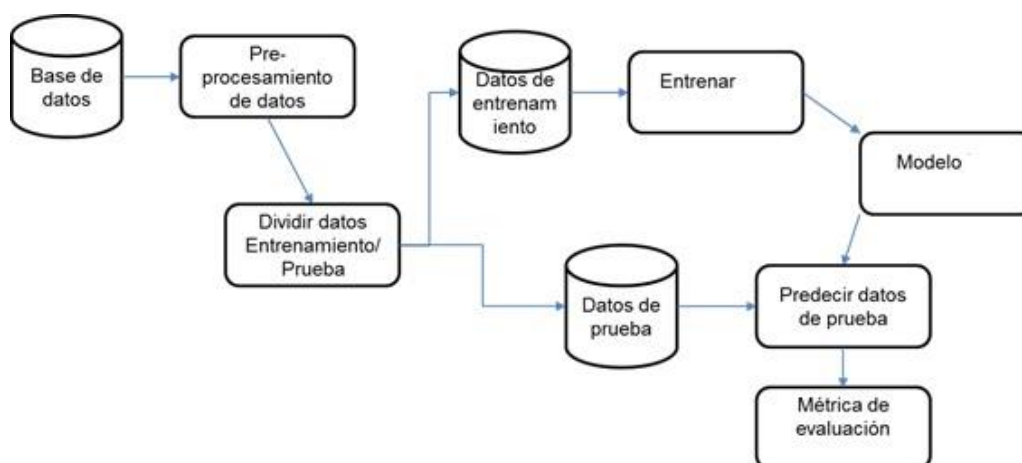 Base de
datos
Pre-
procesamiento
de datos
Datos de
entrenam
iento
Entrenar
Modelo
Dividir datos
Entrenamiento/
Prueba
Datos de
prueba
Predecir datos
de prueba
Métrica de
evaluación